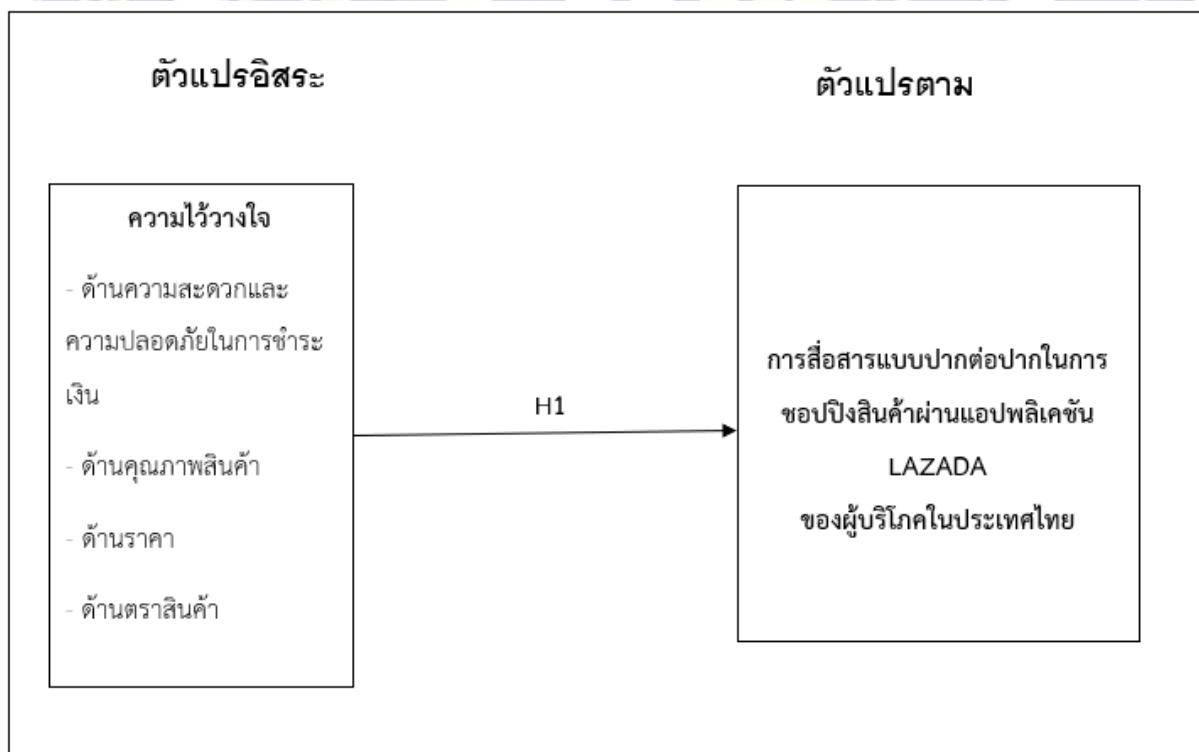 ตัวแปรอิสระ
ตัวแปรตาม
ความไว้วางใจ
- ด้านความสะดวกและ
ความปลอดภัยในการชำระ
เงิน
- ด้านคุณภาพสินค้า
- ด้านราคา
- ด้านตราสินค้า
H1
การสื่อสารแบบปากต่อปากในการ
ชอปปิงสินค้าผ่านแอปพลิเคชัน
LAZADA
ของผู้บริโภคในประเทศไทย